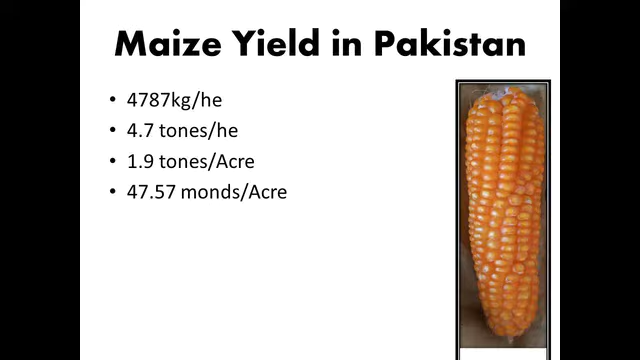 Maize Yield in Pakistan
• 4787kg/he
• 4.7 tones/he
• 1.9 tones/Acre
• 47.57 monds/Acre